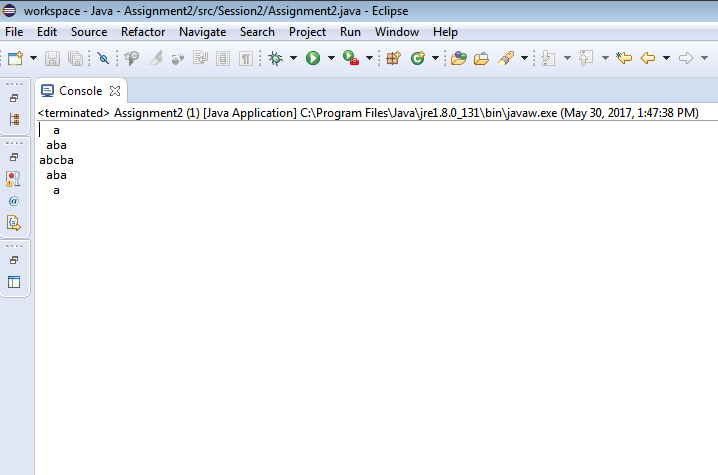 workspace - Java - Assignment2/src/Session2/Assignment2.java - Eclipse
File Edit Source Refactor Navigate Search Project Run Window Help
Console
<terminated> Assignment2 (1) [Java Application] C:\Program Files\Java\jre1.8.0_131\bin\javaw.exe (May 30, 2017, 1:47:38 PM)
a
aba
abcba
aba
a